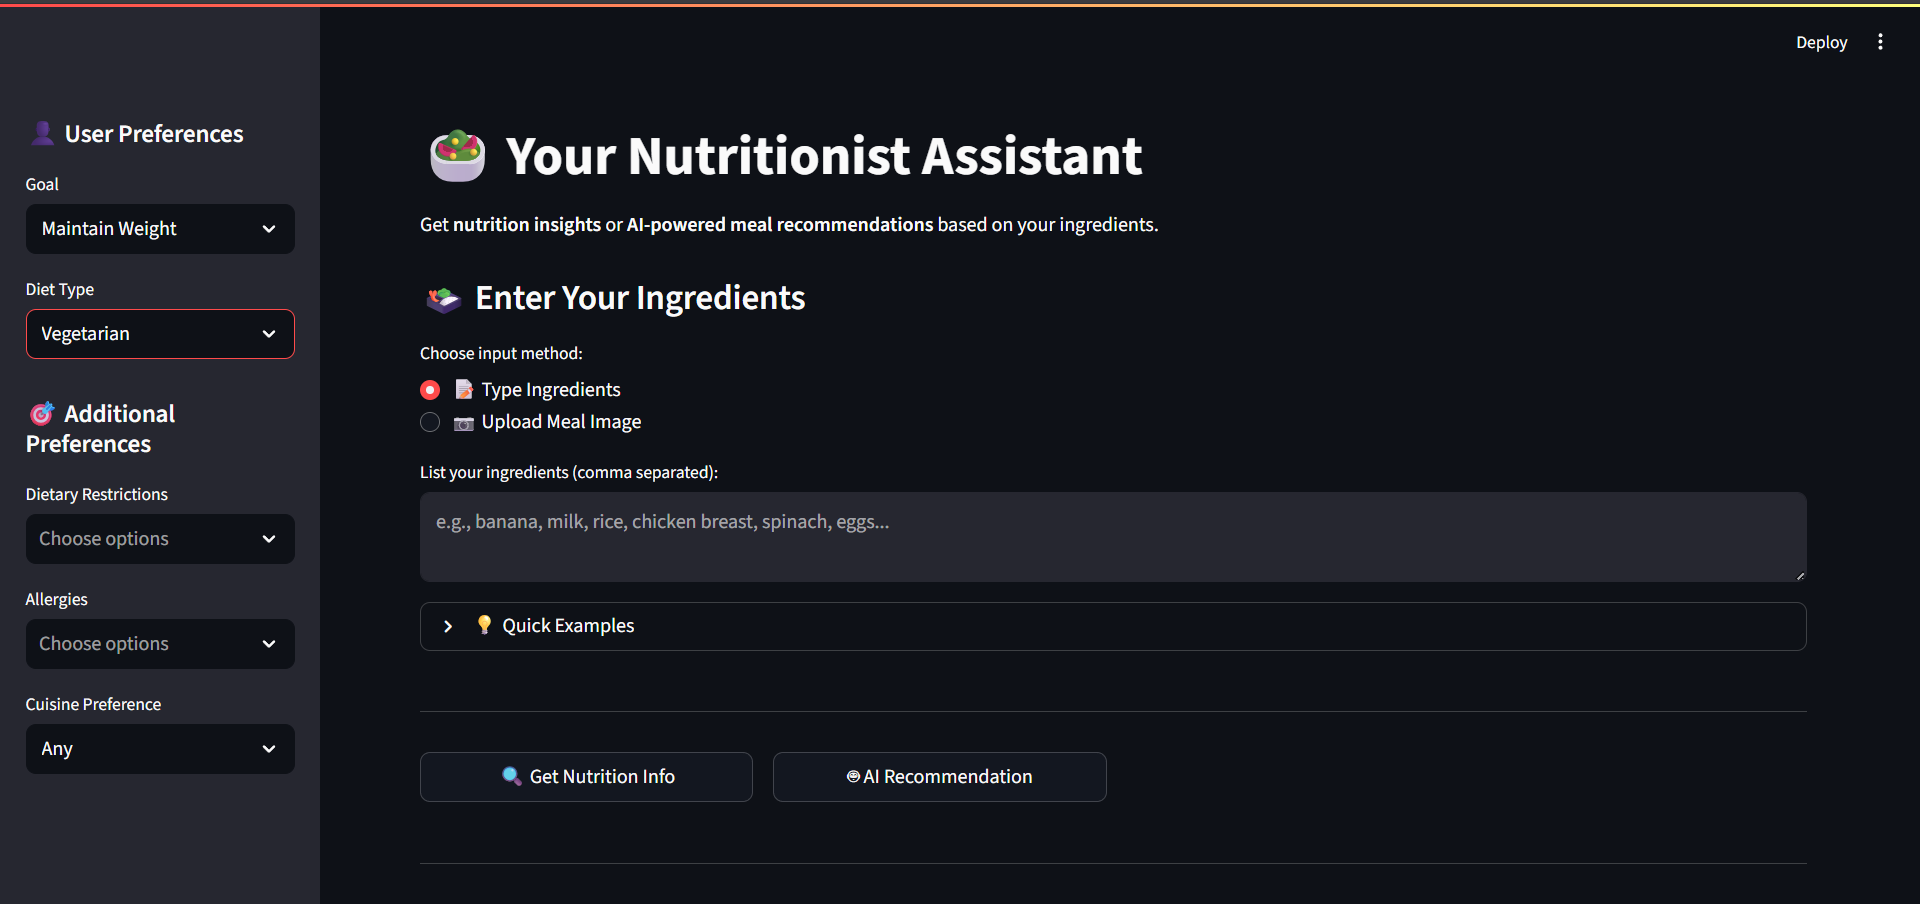 Deploy
User Preferences
Goal
Maintain Weight
Diet Type
Vegetarian
Additional
Preferences
Dietary Restrictions
Choose options
Allergies
Choose options
Cuisine Preference
Any
Your Nutritionist Assistant
Get nutrition insights or AI-powered meal recommendations based on your ingredients.
Enter Your Ingredients
Choose input method:
Type Ingredients
Upload Meal Image
List your ingredients (comma separated):
e.g., banana, milk, rice, chicken breast, spinach, eggs...
Quick Examples
Get Nutrition Info
AI Recommendation